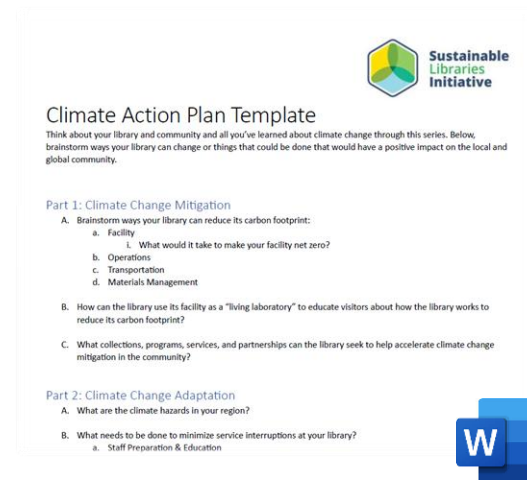 Sustainable
Libraries
Initiative
Climate Action Plan Template
Think about your library and community and all you've learned about climate change through this series. Below,
brainstorm ways your library can change or things that could be done that would have a positive impact on the local and
global community.
Part 1: Climate Change Mitigation
A. Brainstorm ways your library can reduce its carbon footprint:
a. Facility
i. What would it take to make your facility net zero?
b. Operations
c. Transportation
d. Materials Management
B. How can the library use its facility as a "living laboratory" to educate visitors about how the library works to
reduce its carbon footprint?
C. What collections, programs, services, and partnerships can the library seek to help accelerate climate change
mitigation in the community?
Part 2: Climate Change Adaptation
A. What are the climate hazards in your region?
B. What needs to be done to minimize service interruptions at your library?
a. Staff Preparation & Education
W